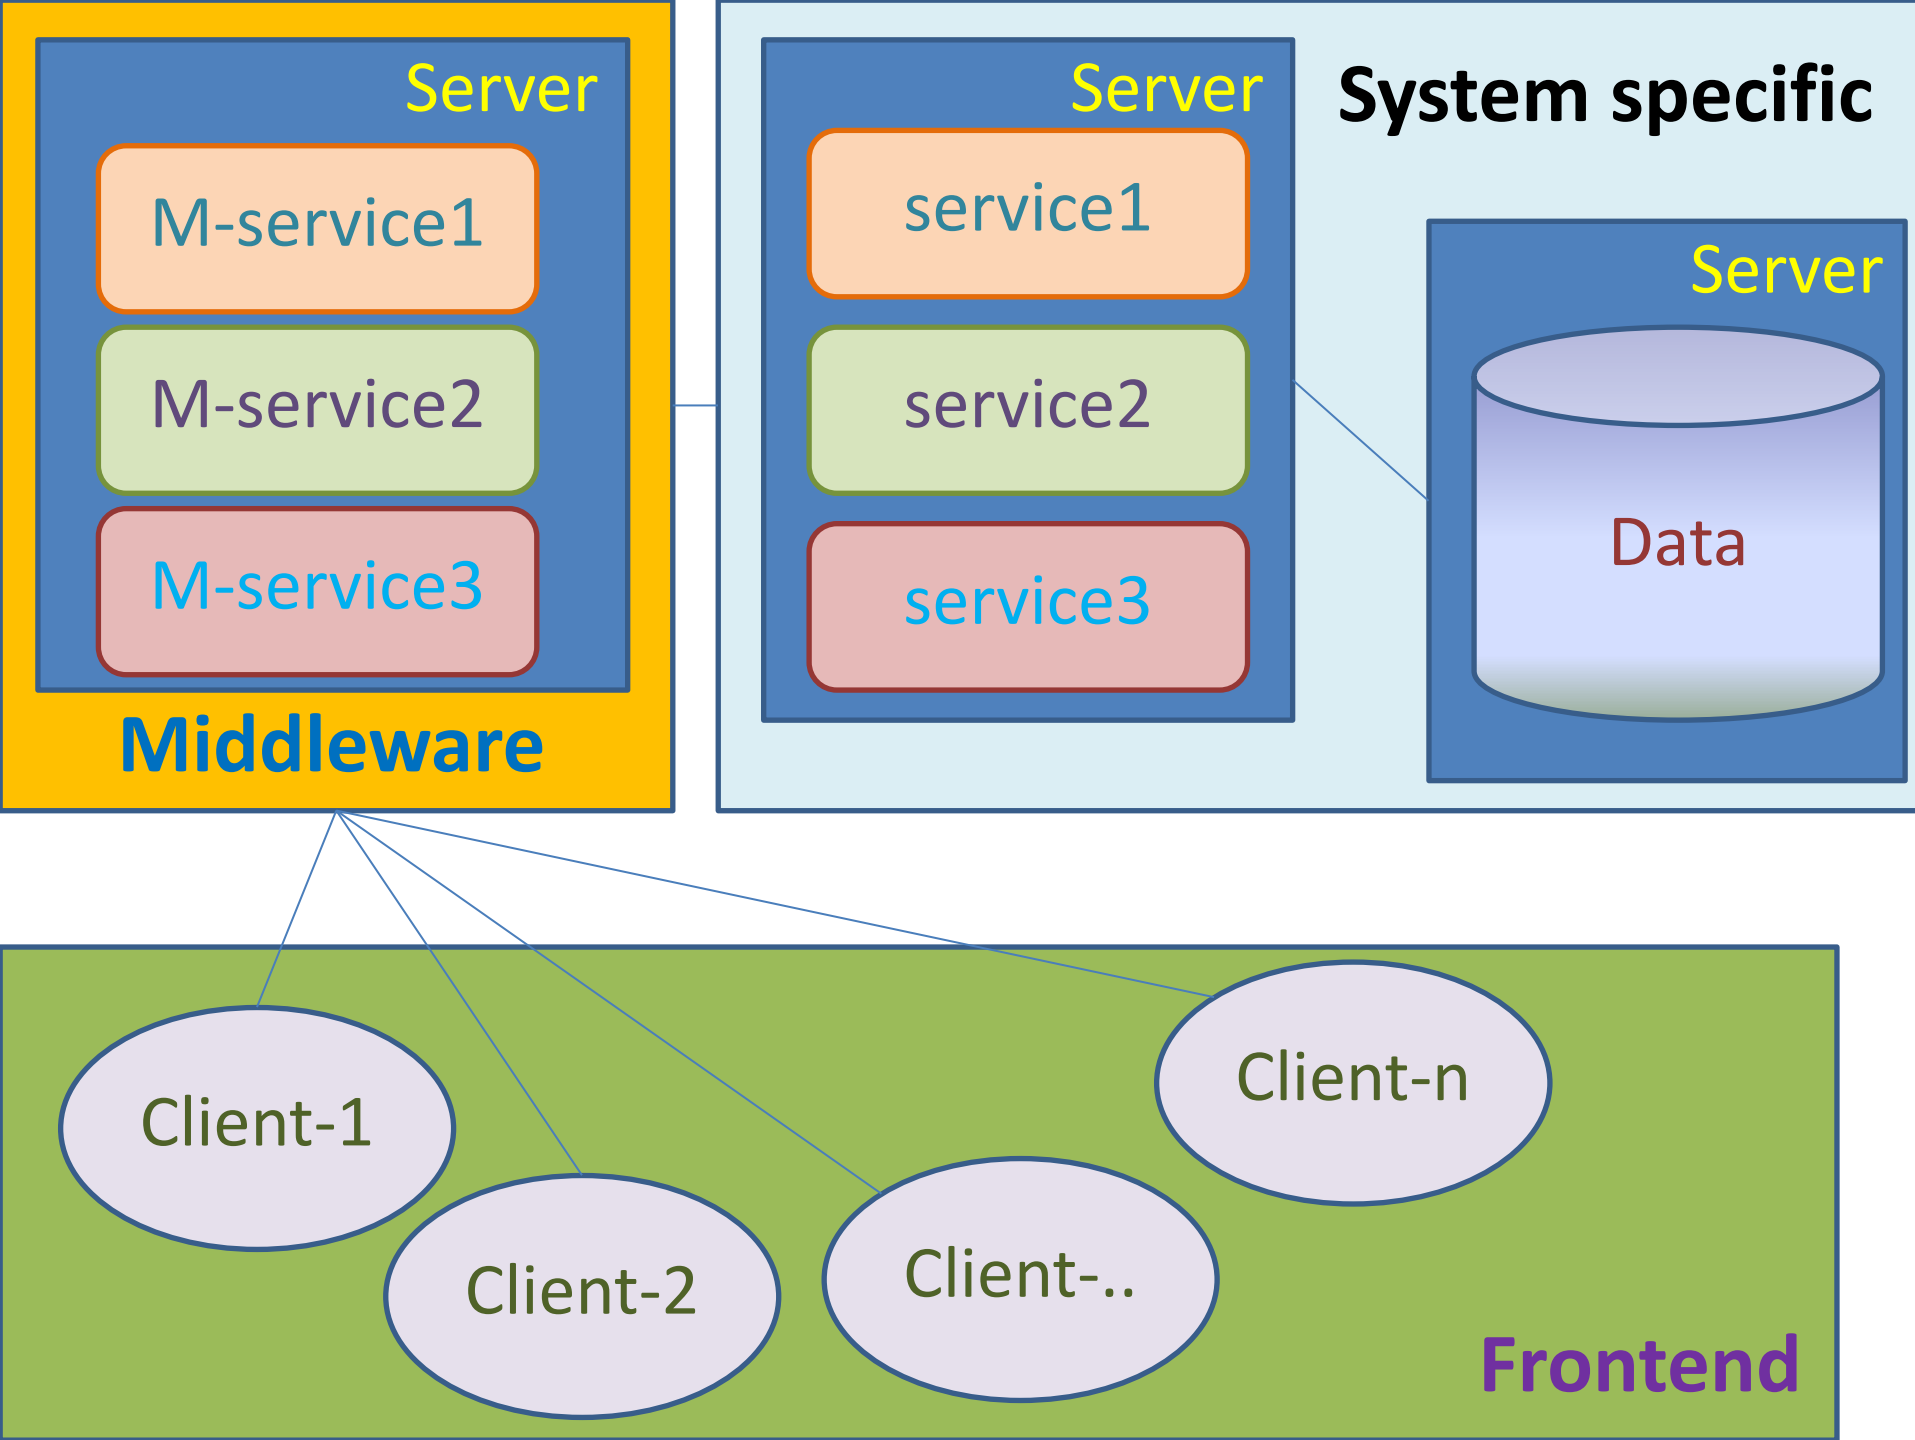 Server
M-service1
M-service2
M-service3
Middleware
System specific
Server
service1
service2
service3
Server
Data
Client-1
Client-2
Client-..
Client-n
Frontend